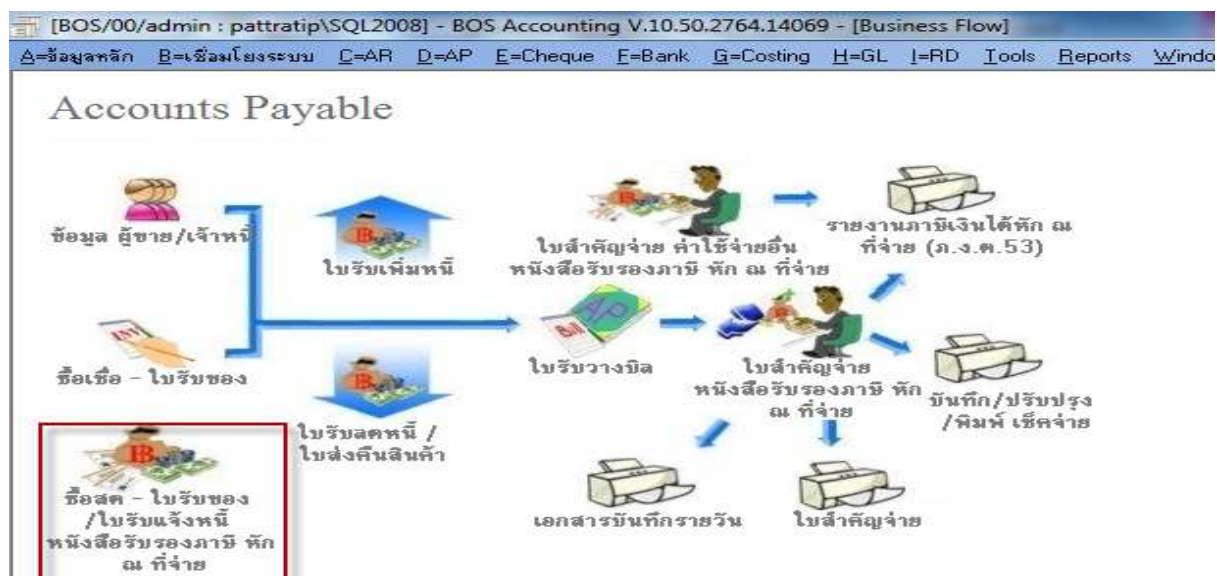 [BOS/00/admin : pattratip\SQL2008] - BOS Accounting V.10.50.2764.14069 - [Business Flow]
A=ข้อมูลหลัก B=เชื่อมโยงระบบ C=AR D=AP E=Cheque F=Bank G=Costing H=GL I=RD Tools Reports Windo
Accounts Payable
ข้อมูล ผู้ขาย/เจ้าหนี้
ใบรับเพิ่มหนี้
ใบสำคัญจ่าย ค่าใช้จ่ายอื่น
หนังสือรับรองภาษี หัก ณ ที่จ่าย
รายงานภาษีเงินได้หัก ณ
ที่จ่าย (ภ.ง.ด.53)
ซื้อเชื่อ - ใบรับของ
ใบรับวางบิล
ใบสำคัญจ่าย
หนังสือรับรองภาษี หัก
ณ ที่จ่าย
บันทึก/ปรับปรุง
/พิมพ์ เช็คจ่าย
ใบรับลดหนี้ /
ใบส่งคืนสินค้า
ซื้อสด - ใบรับของ
/ใบรับแจ้งหนี้
หนังสือรับรองภาษี หัก
ณ ที่จ่าย
เอกสารบันทึกรายวัน
ใบสำคัญจ่าย
INV
B
B
B
B
Bill
AP